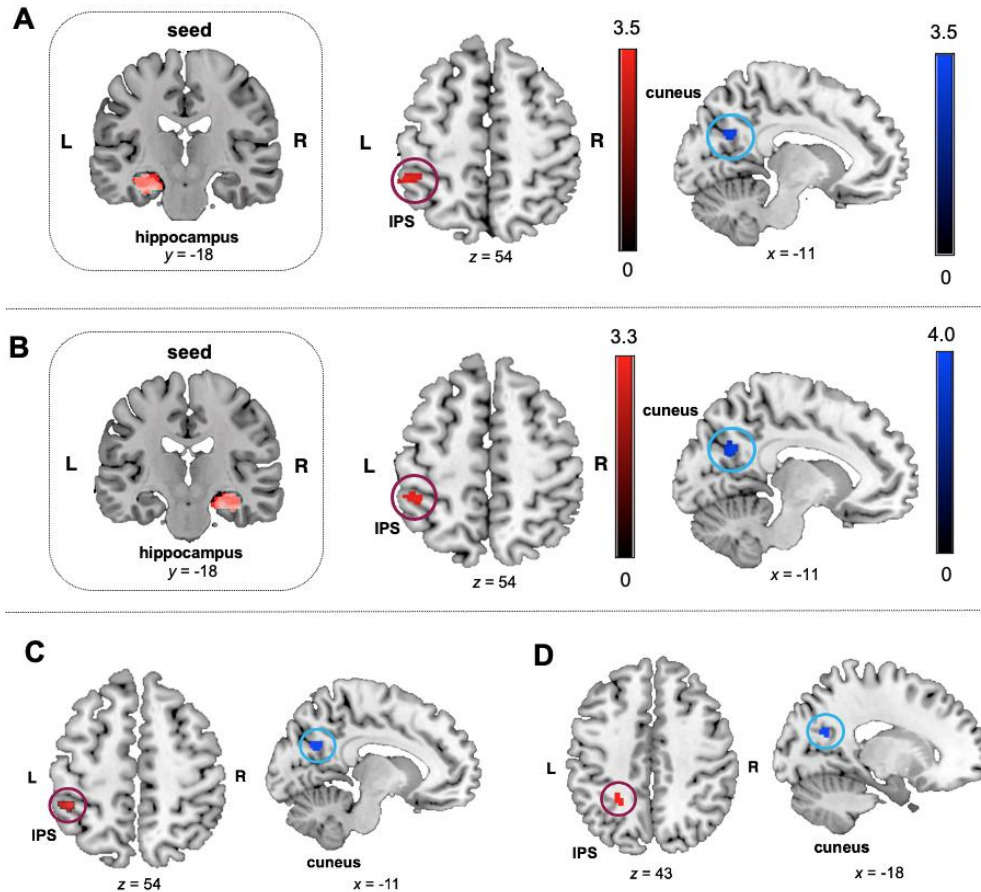 A
seed
L
R
hippocampus
y = -18
L
R
IPS
z = 54
3.5
0
cuneus
x = -11
3.5
0
B
seed
L
R
hippocampus
y = -18
L
R
IPS
z = 54
3.3
0
cuneus
x = -11
4.0
0
C
L
R
IPS
z = 54
cuneus
x = -11
D
L
R
IPS
z = 43
cuneus
x = -18